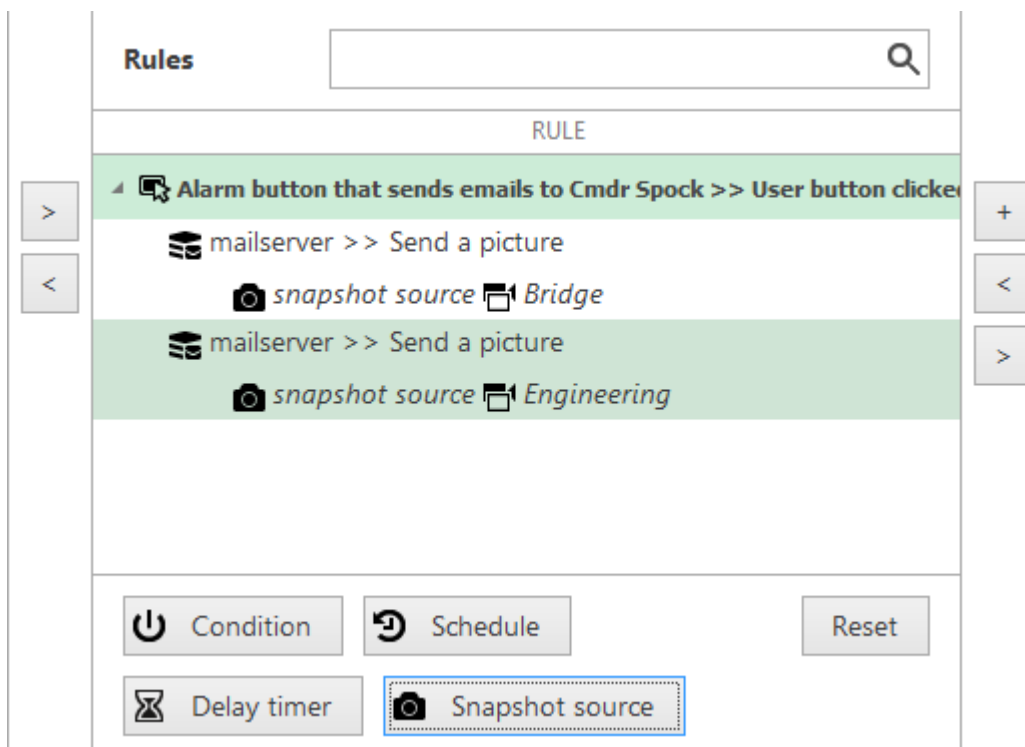 Rules
RULE
Alarm button that sends emails to Cmdr Spock >> User button clicked
>
+
mailserver >> Send a picture
<
<
snapshot source Bridge
mailserver >> Send a picture
>
snapshot source Engineering
Condition
Schedule
Reset
Delay timer
Snapshot source